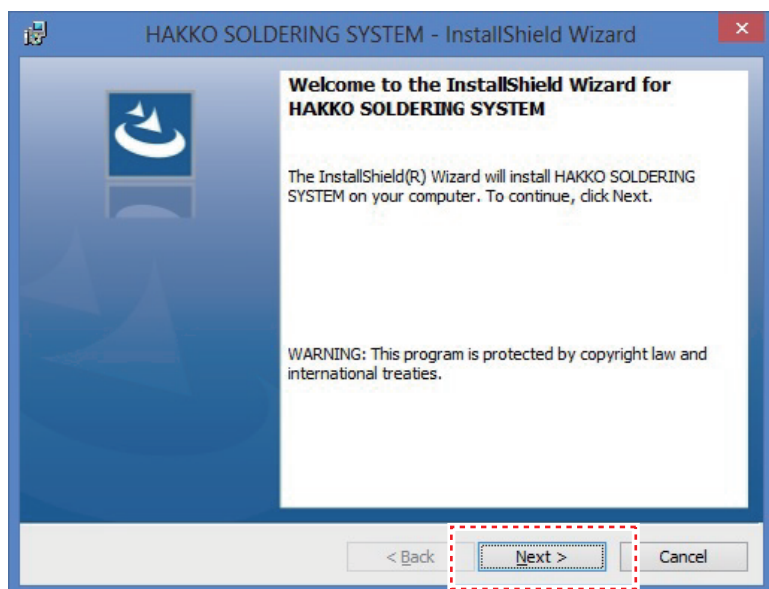 HAKKO SOLDERING SYSTEM - InstallShield Wizard
Welcome to the InstallShield Wizard for
HAKKO SOLDERING SYSTEM
The InstallShield(R) Wizard will install HAKKO SOLDERING
SYSTEM on your computer. To continue, click Next.
WARNING: This program is protected by copyright law and
international treaties.
< Back Next > Cancel